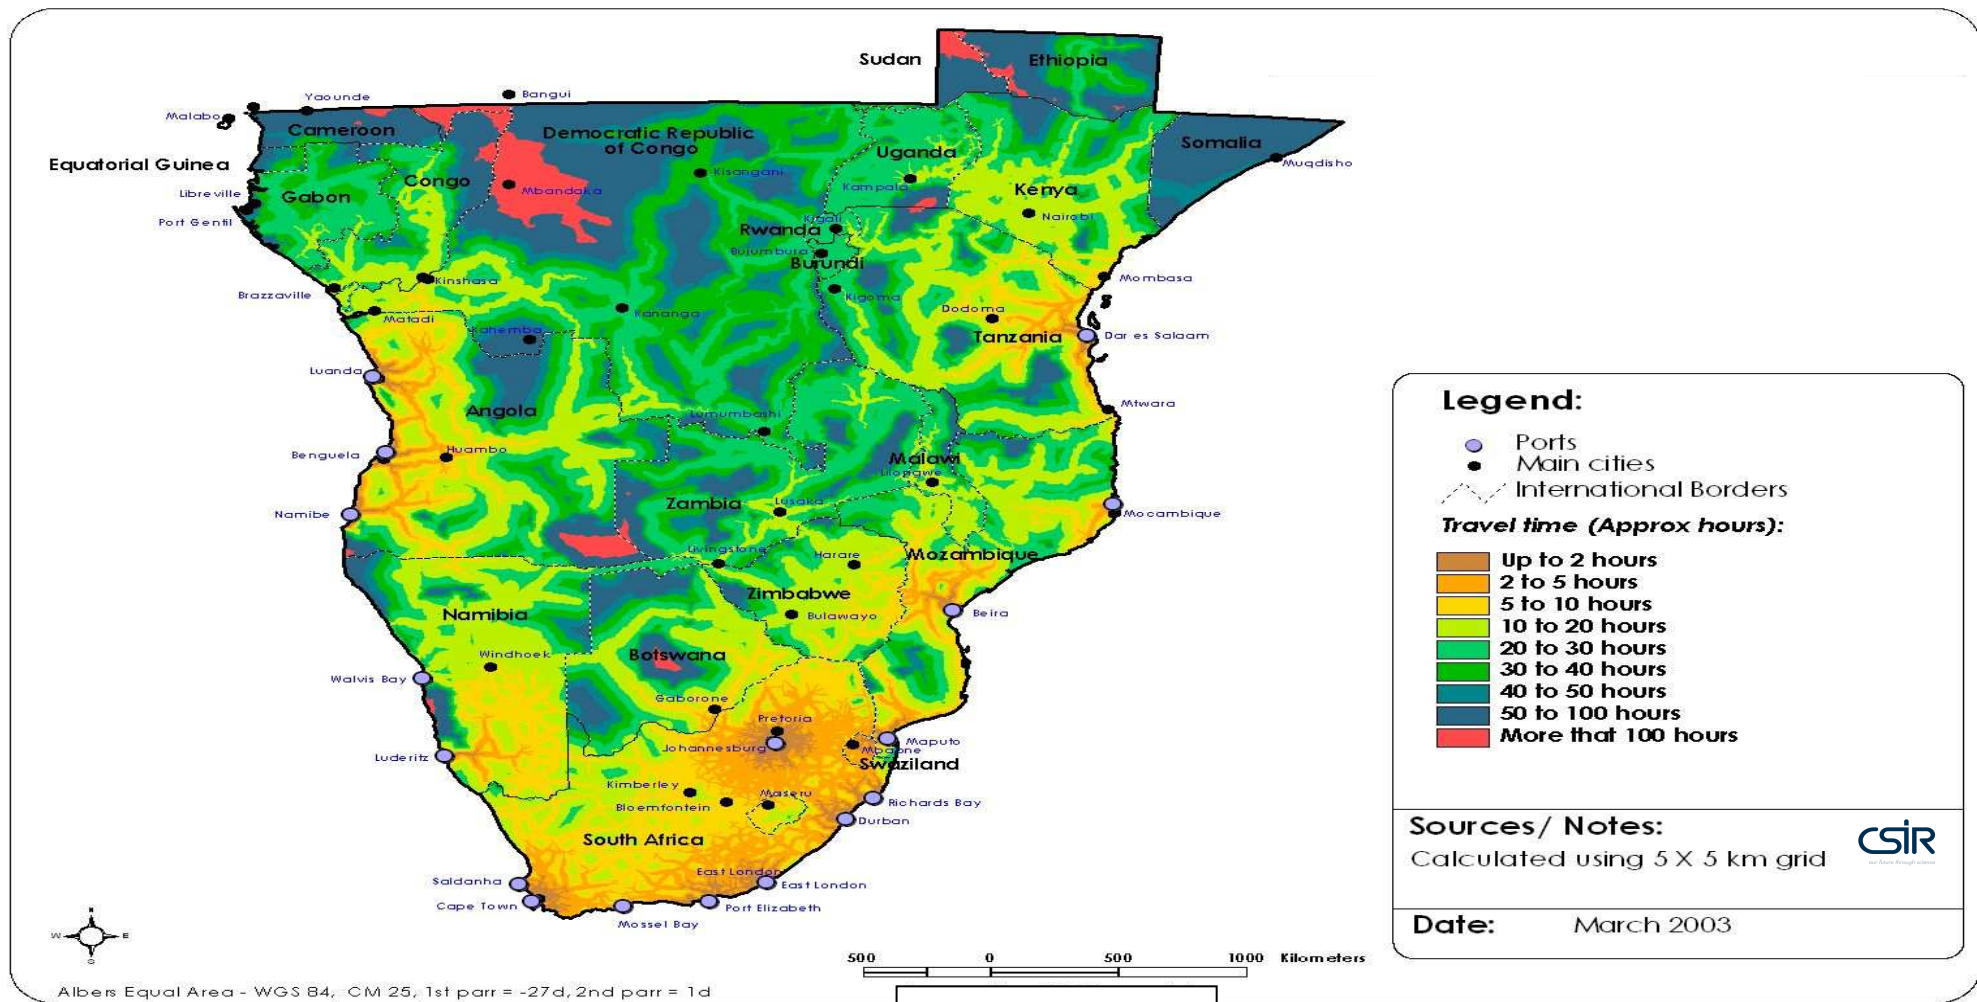 Sudan
Ethiopia
Bangui
Yaounde
Malabo
Cameroon
Democratic Republic
of Congo
Somalia
Uganda
Equatorial Guinea
Muqdisho
Kisangani
Congo
Kampala
Kenya
Mbandaka
Libreville
Gabon
Port Gentil
Nairobi
Kigali
Rwanda
Bujumbura
Burundi
Kinshasa
Mombasa
Brazzaville
Kigoma
Kananga
Dodoma
Matadi
Kahemba
Tanzania
Dar es Salaam
Luanda
Mtwara
Angola
Lumumbashi
Benguela
Huambo
Malawi
Lilongwe
Zambia
Lusaka
Namibe
Mocambique
Livingstone
Harare
Mozambique
Zimbabwe
Namibia
Bulawayo
Beira
Windhoek
Botswana
Walvis Bay
Gaborone
Pretoria
Johannesburg
Maputo
Mbabne
Luderitz
Swaziland
Kimberley
Maseru
Bloemfontein
Richards Bay
Durban
South Africa
East London
Saldanha
East London
Cape Town
Port Elizabeth
Mossel Bay
Legend:
Ports
Main cities
International Borders
Travel time (Approx hours):
Up to 2 hours
2 to 5 hours
5 to 10 hours
10 to 20 hours
20 to 30 hours
30 to 40 hours
40 to 50 hours
50 to 100 hours
More that 100 hours
Sources/ Notes:
CSIR
our future through science
Calculated using 5 X 5 km grid
Date: March 2003
N
W E
500 0 500 1000 Kilometers
Albers Equal Area - WGS 84, CM 25, 1st parr = -27d, 2nd parr = 1d